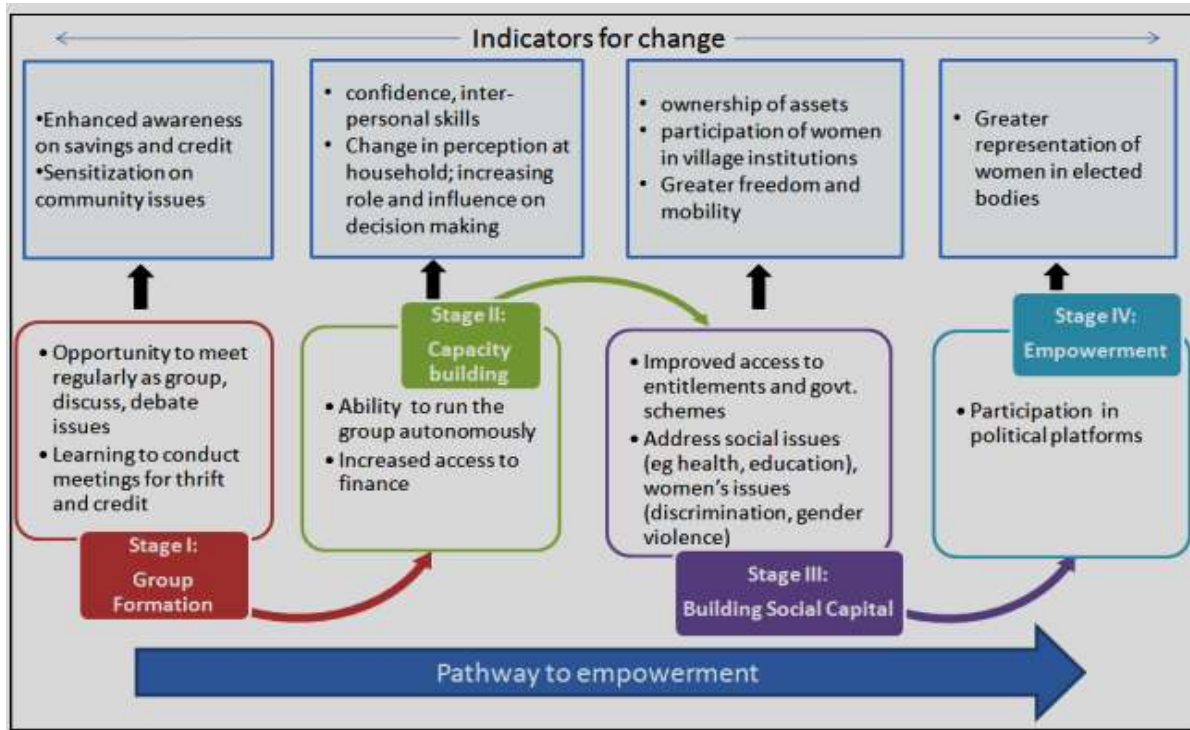 Indicators for change
•Enhanced awareness
on savings and credit
•Sensitization on
community issues
• confidence, inter-
personal skills
• Change in perception at
household; increasing
role and influence on
decision making
• ownership of assets
• participation of women
in village institutions
• Greater freedom and
mobility
• Greater
representation of
women in elected
bodies
• Opportunity to meet
regularly as group,
discuss, debate
issues
• Learning to conduct
meetings for thrift
and credit
Stage I:
Group
Formation
Stage II:
Capacity
building
• Ability to run the
group autonomously
• Increased access to
finance
• Improved access to
entitlements and govt.
schemes
• Address social issues
(eg health, education),
women's issues
(discrimination, gender
violence)
Stage III:
Building Social Capital
Stage IV:
Empowerment
• Participation in
political platforms
Pathway to empowerment